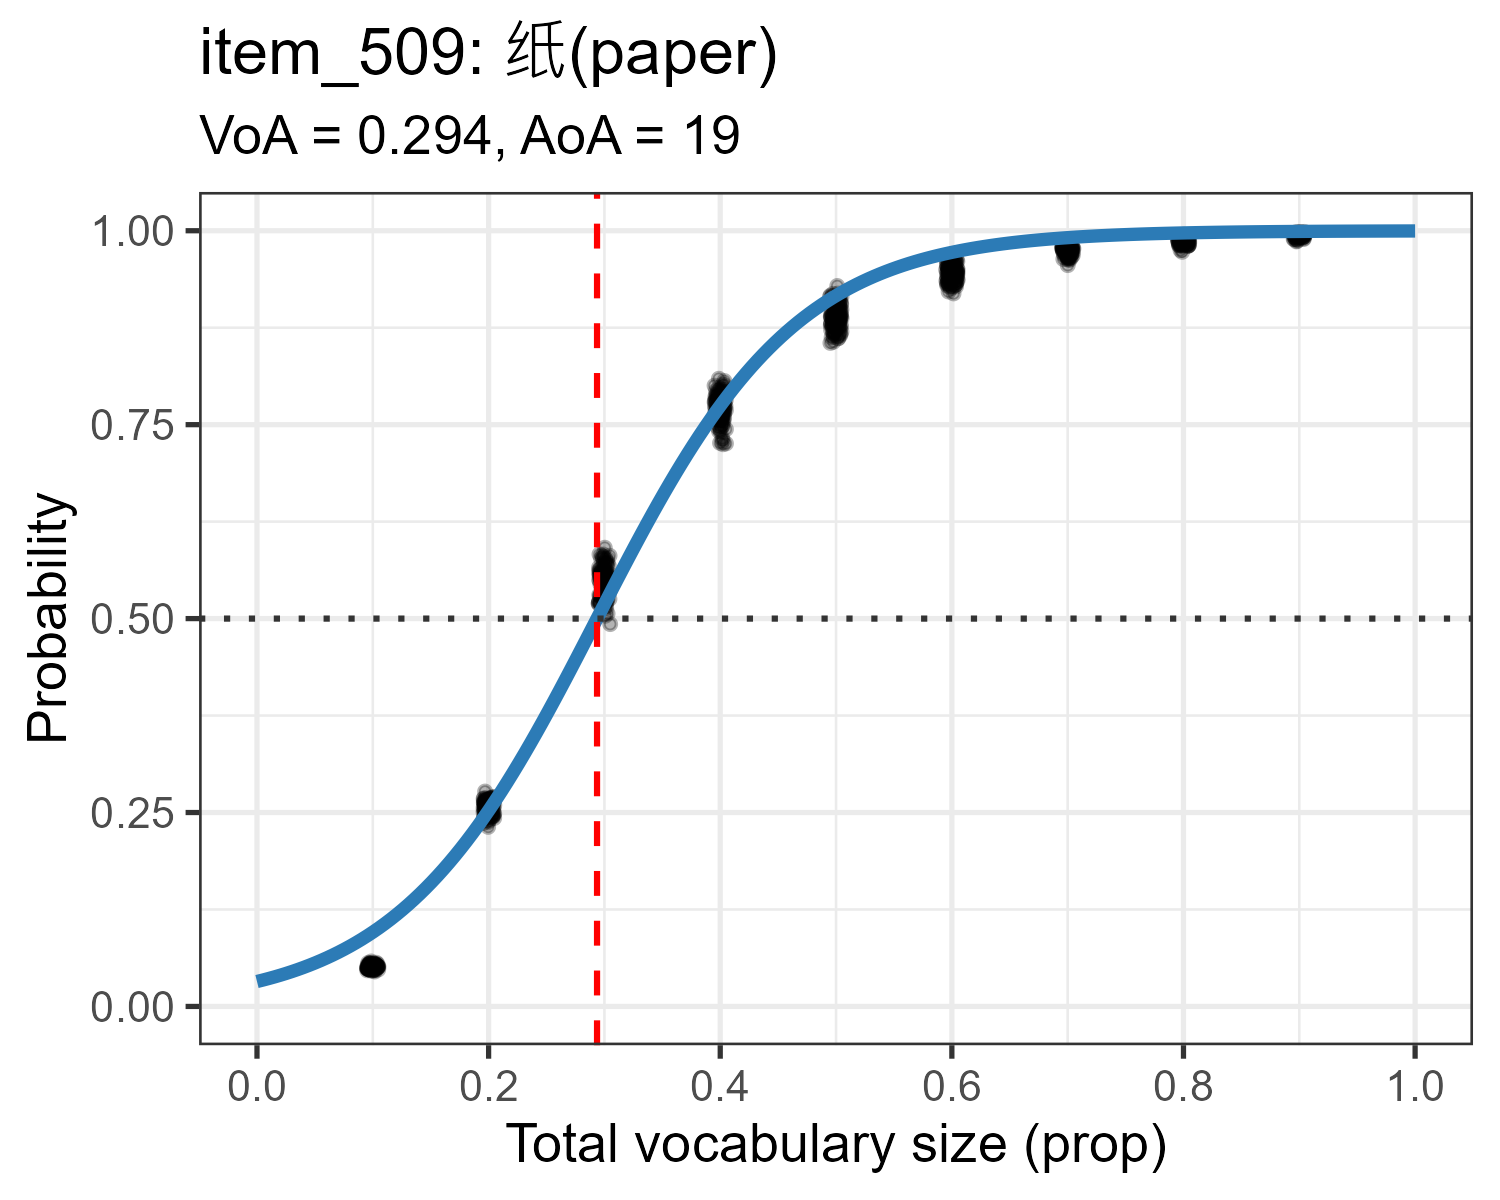 item_509: 纸(paper)
VoA = 0.294, AoA = 19
1.00
0.75
0.50
0.25
0.00
Probability
0.0 0.2 0.4 0.6 0.8 1.0
Total vocabulary size (prop)